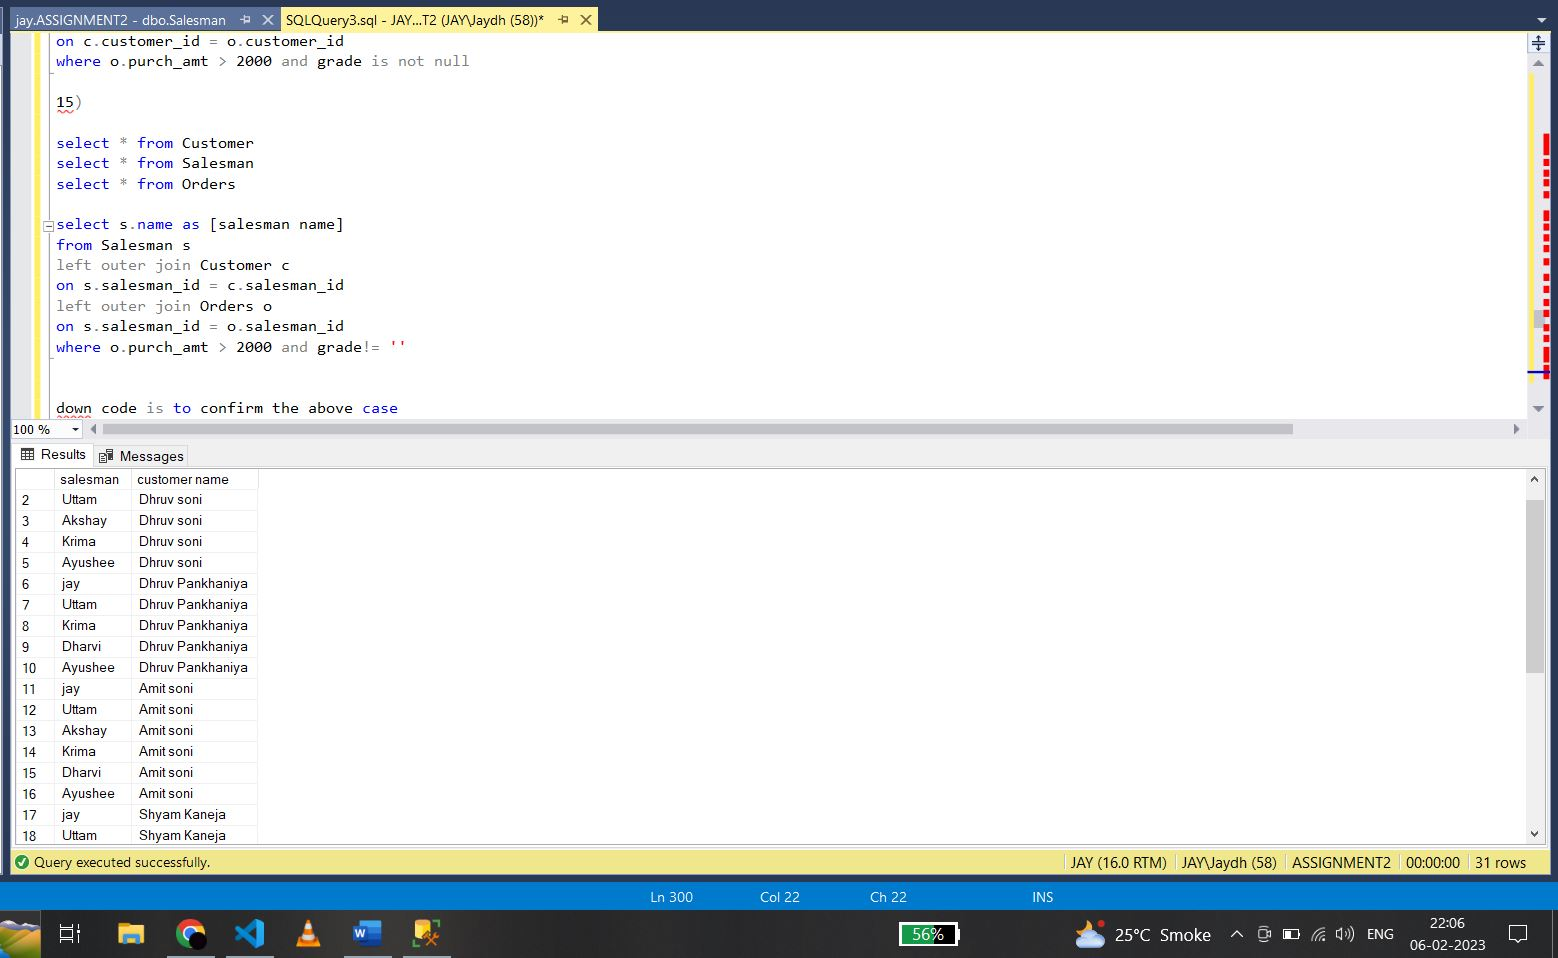 jay.ASSIGNMENT2 - dbo.Salesman SQLQuery3.sql - JAY...T2 (JAY\Jaydh (58))*
on c.customer_id = o.customer_id
where o.purch_amt > 2000 and grade is not null
15)
select * from Customer
select * from Salesman
select * from Orders
select s.name as [salesman name]
from Salesman s
left outer join Customer c
on s.salesman_id = c.salesman_id
left outer join Orders o
on s.salesman_id = o.salesman_id
where o.purch_amt > 2000 and grade!= ''
down code is to confirm the above case
100 %
Results Messages
salesman customer name
2 Uttam Dhruv soni
3 Akshay Dhruv soni
4 Krima Dhruv soni
5 Ayushee Dhruv soni
6 jay Dhruv Pankhaniya
7 Uttam Dhruv Pankhaniya
8 Krima Dhruv Pankhaniya
9 Dharvi Dhruv Pankhaniya
10 Ayushee Dhruv Pankhaniya
11 jay Amit soni
12 Uttam Amit soni
13 Akshay Amit soni
14 Krima Amit soni
15 Dharvi Amit soni
16 Ayushee Amit soni
17 jay Shyam Kaneja
18 Uttam Shyam Kaneja
Query executed successfully. JAY (16.0 RTM) JAY\Jaydh (58) ASSIGNMENT2 00:00:00 31 rows
Ln 300 Col 22 Ch 22 INS
56% 25°C Smoke ENG 22:06
06-02-2023